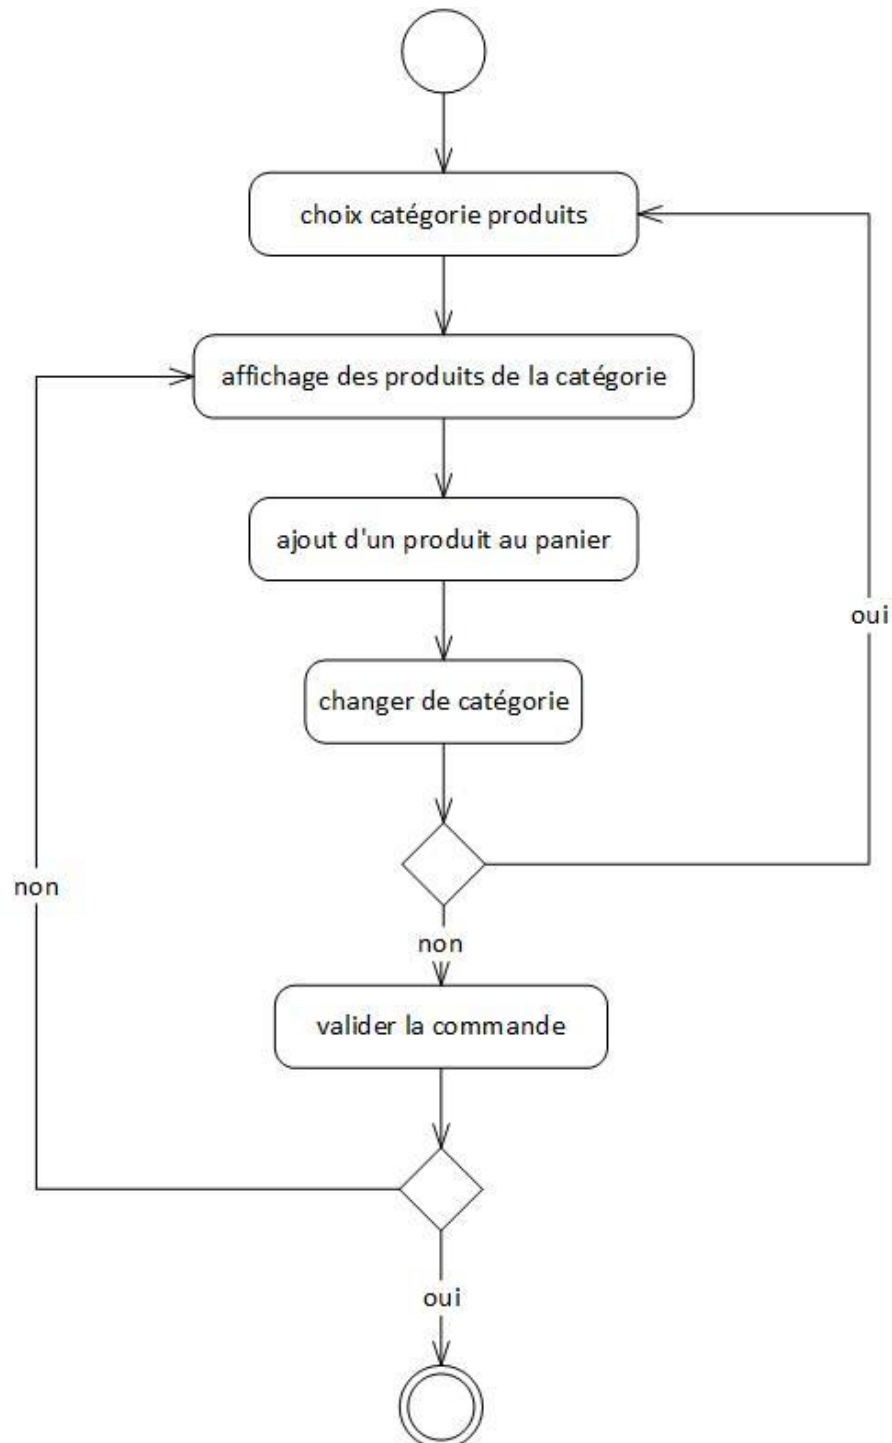 choix catégorie produits
affichage des produits de la catégorie
ajout d'un produit au panier
oui
changer de catégorie
non
non
valider la commande
oui